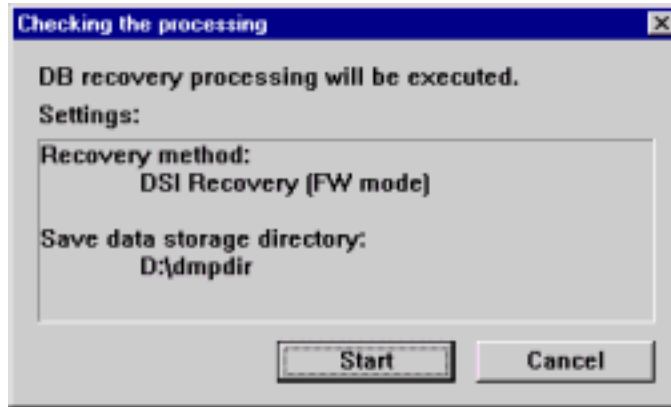 Checking the processing
DB recovery processing will be executed.
Settings:
Recovery method:
DSI Recovery (FW mode)
Save data storage directory:
D:\dmpdir
Start Cancel